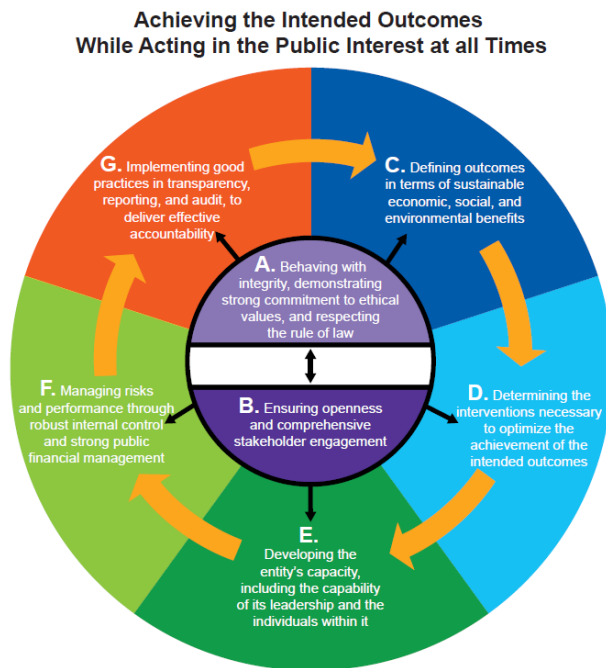 Achieving the Intended Outcomes
While Acting in the Public Interest at all Times
G. Implementing good
practices in transparency,
reporting, and audit, to
deliver effective
accountability
C. Defining outcomes
in terms of sustainable
economic, social, and
environmental benefits
A. Behaving with
integrity, demonstrating
strong commitment to ethical
values, and respecting
the rule of law
B. Ensuring openness
and comprehensive
stakeholder engagement
F. Managing risks
and performance through
robust internal control
and strong public
financial management
D. Determining the
interventions necessary
to optimize the
achievement of the
intended outcomes
E.
Developing the
entity's capacity,
including the capability
of its leadership and the
individuals within it